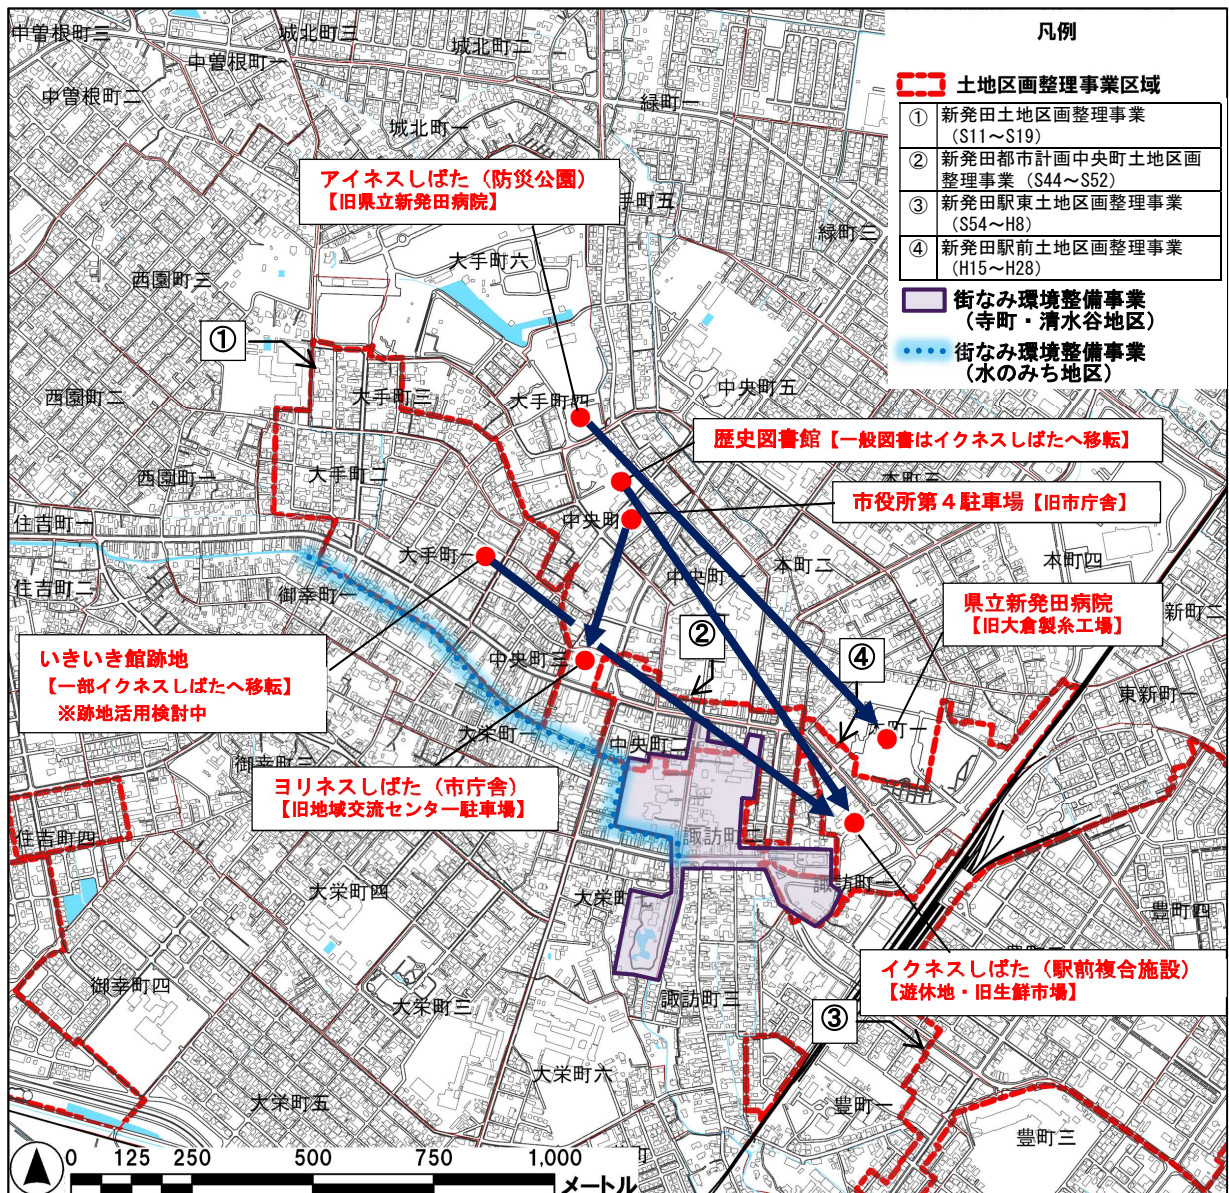 凡例
土地区画整理事業区域
① 新発田土地区画整理事業
（S11～S19）
② 新発田都市計画中央町土地区画
整理事業（S44～S52）
③ 新発田駅東土地区画整理事業
（S54～H8）
④ 新発田駅前土地区画整理事業
（H15～H28）
街なみ環境整備事業
（寺町・清水谷地区）
街なみ環境整備事業
（水のみち地区）
中曽根町三
城北町三
城北町二
中曽根町一
中曽根町二
緑町一
城北町一
アイネスしばた（防災公園）
【旧県立新発田病院】
手町五
緑町三
大手町六
西園町三
①
中央町五
西園町二
大手町三
大手町四
歴史図書館【一般図書はイクネスしばたへ移転】
大手町二
西園町一
本町三
市役所第４駐車場【旧市庁舎】
住吉町一
中央町
大手町一
本町四
中央町一
本町二
住吉町二
御幸町一
県立新発田病院
【旧大倉製糸工場】
新町二
②
④
いきいき館跡地
【一部イクネスしばたへ移転】
※跡地活用検討中
中央町三
東新町一
町一
大栄町一
中央町二
御幸町三
ヨリネスしばた（市庁舎）
【旧地域交流センター駐車場】
住吉町四
諏訪町二
大栄町四
大栄町
諏訪町一
豊町四
イクネスしばた（駅前複合施設）
【遊休地・旧生鮮市場】
御幸町四
大栄町三
諏訪町三
③
大栄町六
大栄町五
豊町一
豊町三
町
0 125 250 500 750 1,000
メートル